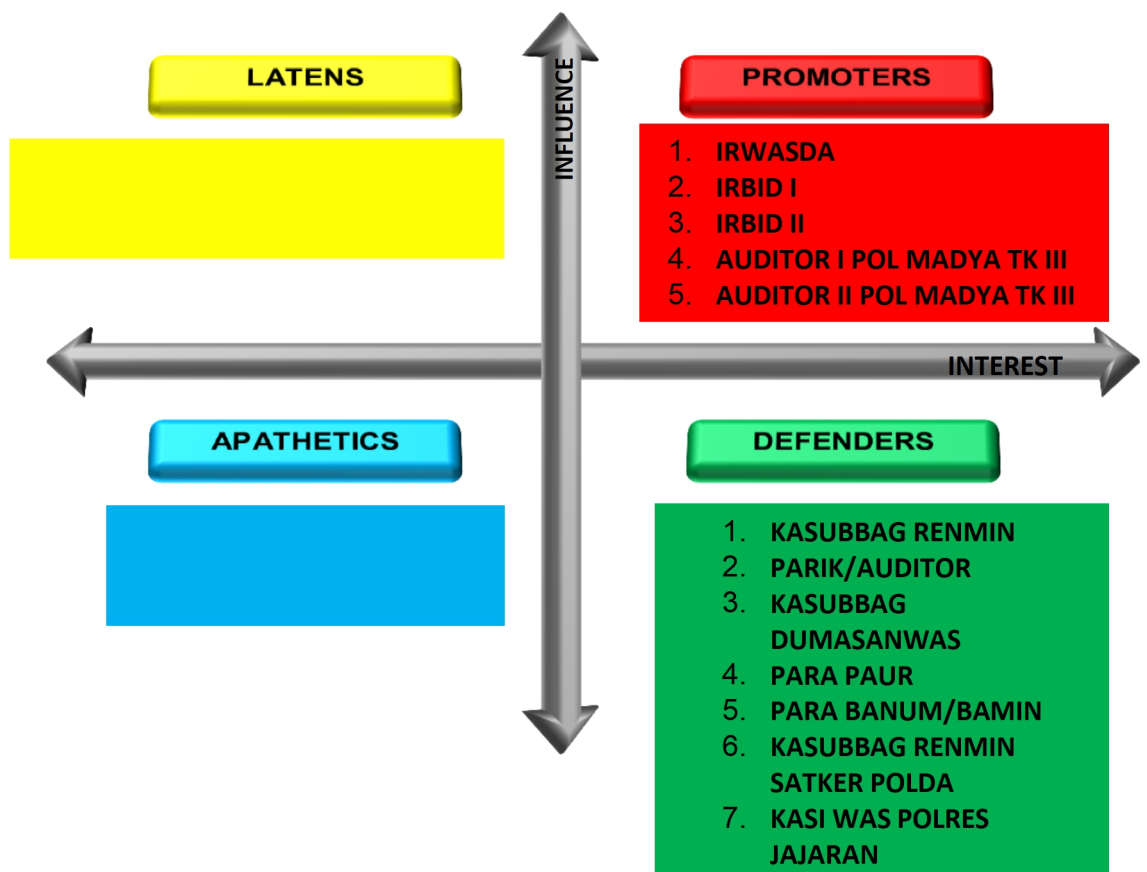 LATENS
INFLUENCE
PROMOTERS
1. IRWASDA
2. IRBID I
3. IRBID II
4. AUDITOR I POL MADYA TK III
5. AUDITOR II POL MADYA TK III
INTEREST
APATHETICS
DEFENDERS
1. KASUBBAG RENMIN
2. PARIK/AUDITOR
3. KASUBBAG
DUMASANWAS
4. PARA PAUR
5. PARA BANUM/BAMIN
6. KASUBBAG RENMIN
SATKER POLDA
7. KASI WAS POLRES
JAJARAN